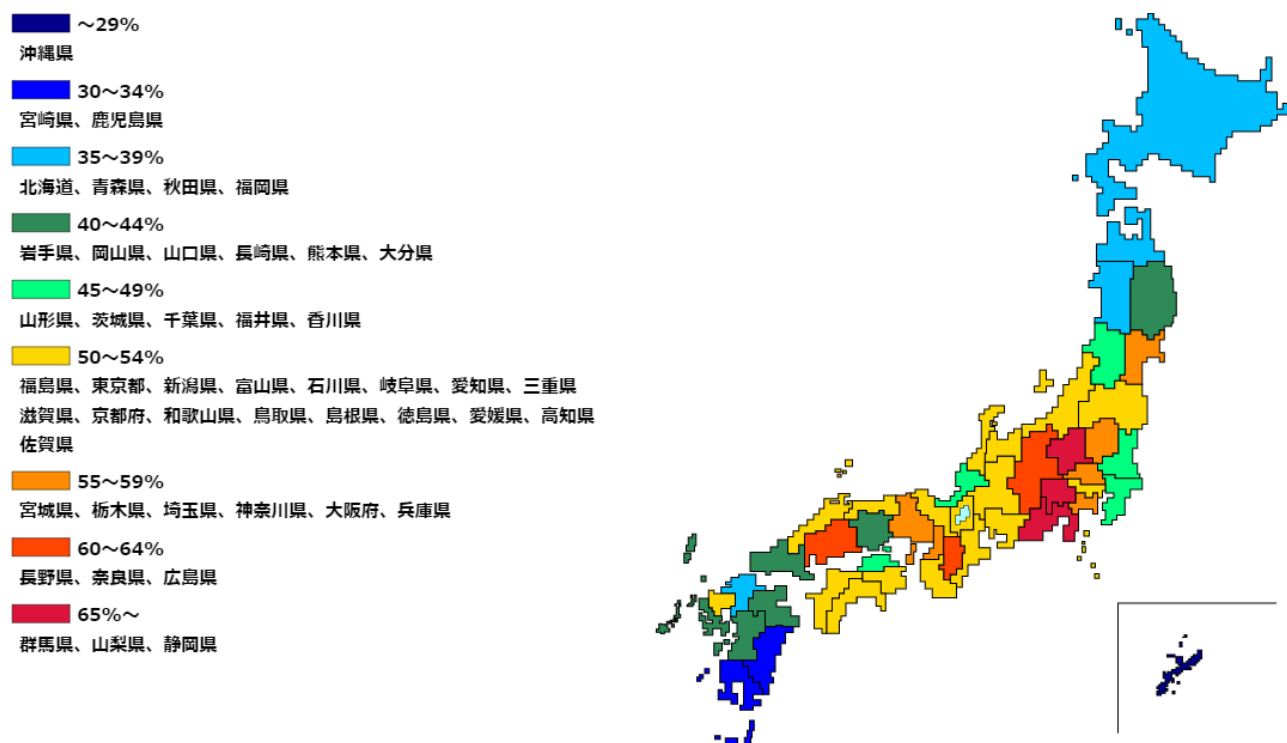 ～29%
沖縄県
30～34%
宮崎県、鹿児島県
35～39%
北海道、青森県、秋田県、福岡県
40～44%
岩手県、岡山県、山口県、長崎県、熊本県、大分県
45～49%
山形県、茨城県、千葉県、福井県、香川県
50～54%
福島県、東京都、新潟県、富山県、石川県、岐阜県、愛知県、三重県
滋賀県、京都府、和歌山県、鳥取県、島根県、徳島県、愛媛県、高知県
佐賀県
55～59%
宮城県、栃木県、埼玉県、神奈川県、大阪府、兵庫県
60～64%
長野県、奈良県、広島県
65%～
群馬県、山梨県、静岡県